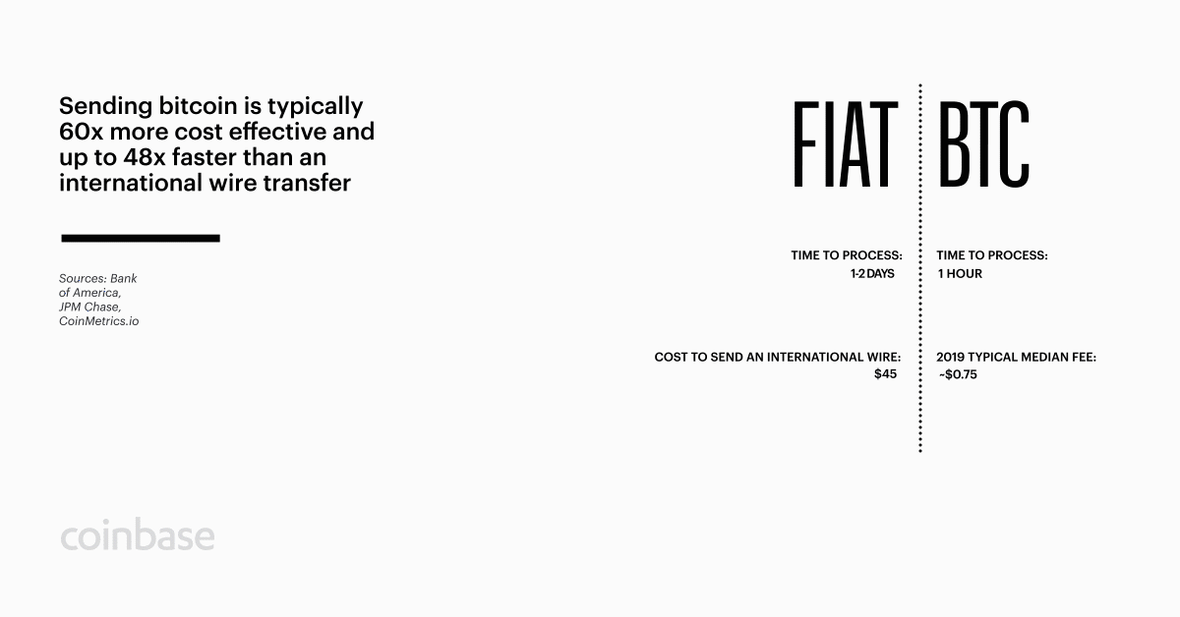 Sending bitcoin is typically
60x more cost effective and
up to 48x faster than an
international wire transfer
Sources: Bank
of America,
JPM Chase,
CoinMetrics.io
FIAT
TIME TO PROCESS:
1-2 DAYS
COST TO SEND AN INTERNATIONAL WIRE:
$45
BTC
TIME TO PROCESS:
1 HOUR
2019 TYPICAL MEDIAN FEE:
~$0.75
coinbase